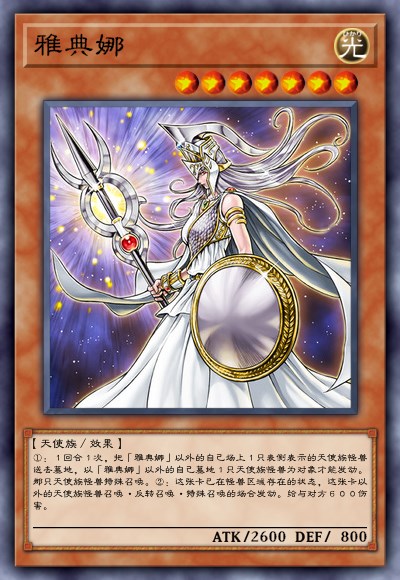 雅典娜
光
【天使族／效果】
①：1回合1次，把「雅典娜」以外的自己场上1只表侧表示的天使族怪兽
送去墓地，以「雅典娜」以外的自己墓地1只天使族怪兽为对象才能发动。
那只天使族怪兽特殊召唤。②：这张卡已在怪兽区域存在的状态，这张卡以
外的天使族怪兽召唤·反转召唤·特殊召唤的场合发动。给与对方600伤
害。
ATK/2600 DEF/ 800